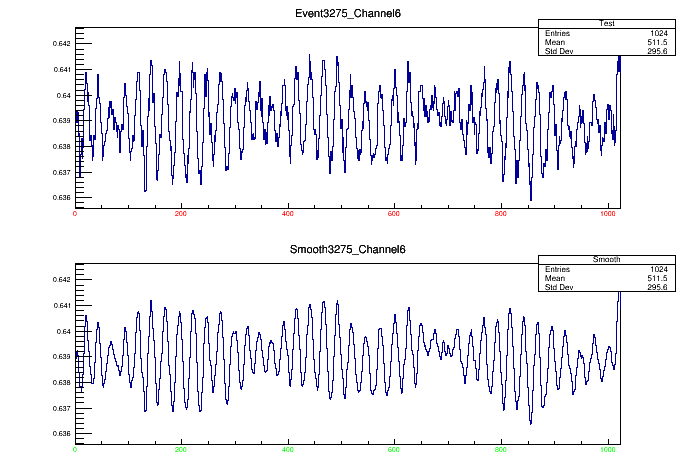 Event3275_Channel6
Test
Entries 1024
Mean 511.5
Std Dev 295.6
0.642
0.641
0.64
0.639
0.638
0.637
0.636
0 200 400 600 800 1000
Smooth3275_Channel6
Smooth
Entries 1024
Mean 511.5
Std Dev 295.6
0.642
0.641
0.64
0.639
0.638
0.637
0.636
0 200 400 600 800 1000